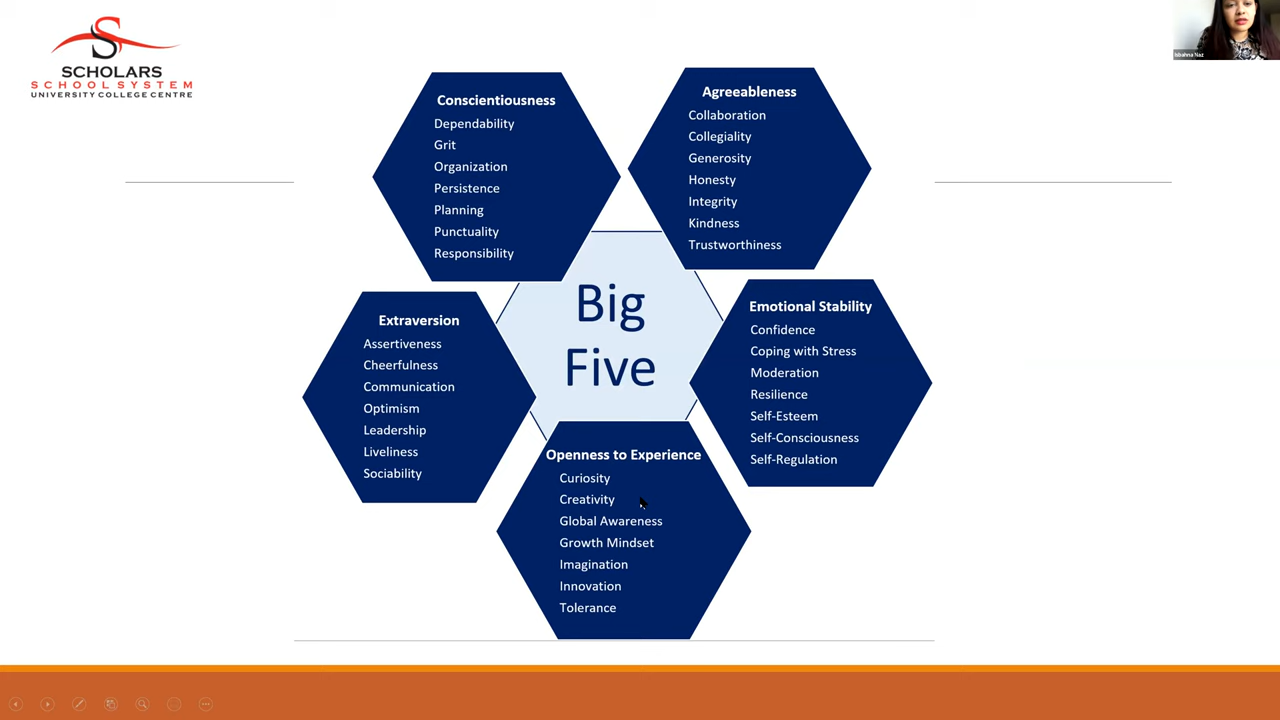 S
SCHOLARS
SCHOOL SYSTEM
UNIVERSITY COLLEGE CENTRE
Isbahna Naz
Conscientiousness
Dependability
Grit
Organization
Persistence
Planning
Punctuality
Responsibility
Agreeableness
Collaboration
Collegiality
Generosity
Honesty
Integrity
Kindness
Trustworthiness
Big
Five
Extraversion
Assertiveness
Cheerfulness
Communication
Optimism
Leadership
Liveliness
Sociability
Emotional Stability
Confidence
Coping with Stress
Moderation
Resilience
Self-Esteem
Self-Consciousness
Self-Regulation
Openness to Experience
Curiosity
Creativity
Global Awareness
Growth Mindset
Imagination
Innovation
Tolerance